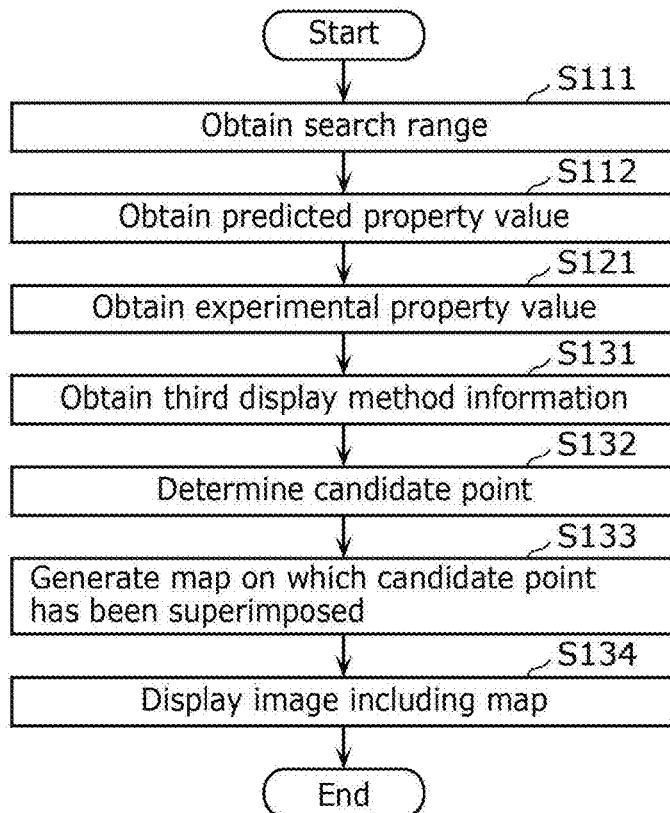 Start
S111
Obtain search range
S112
Obtain predicted property value
S121
Obtain experimental property value
S131
Obtain third display method information
S132
Determine candidate point
S133
Generate map on which candidate point
has been superimposed
S134
Display image including map
End